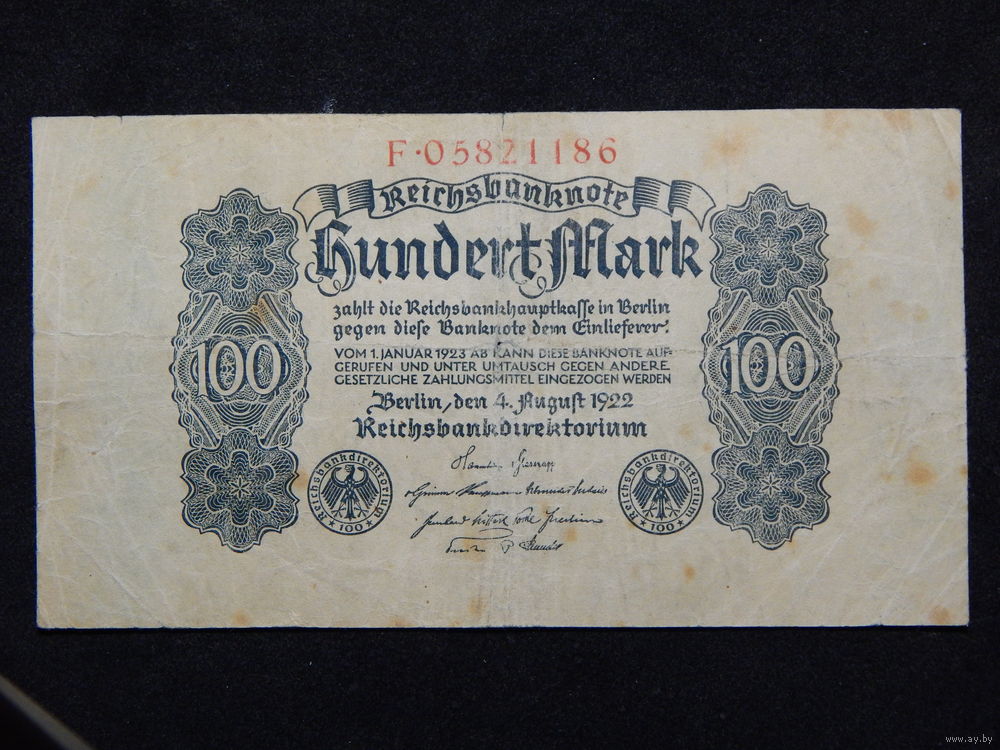 F·05821186
Reichsbanknote
Hundert Mark
zahlt die Reichsbankhauptkasse in Berlin
gegen diese Banknote dem Einlieferer.
VOM 1. JANUAR 1923 AB KANN DIESE BANKNOTE AUF-
GERUFEN UND UNTER UMTAUSCH GEGEN ANDERE
GESETZLICHE ZAHLUNGSMITTEL EINGEZOGEN WERDEN
100
100
Berlin, den 4. August 1922
Reichsbankdirektorium
Reichsbankdirektorium
★ 100 ★
Reichsbankdirektorium
★ 100 ★
www.ay.by